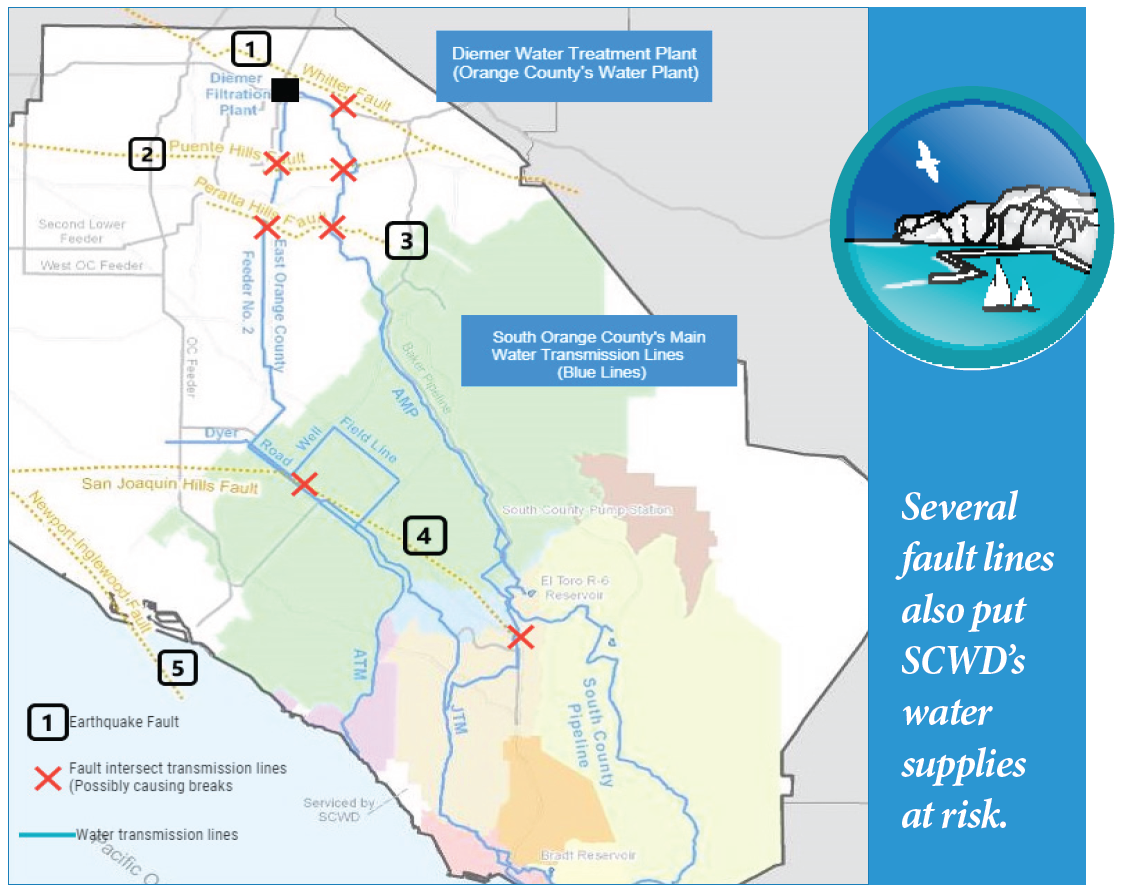 1
Diemer Water Treatment Plant
(Orange County's Water Plant)
Whitter Fault
Diemer
Filtration
Plant
2
Puente Hills Fault
Peralta Hills Fault
3
Second Lower
Feeder
West OC Feeder
East Orange County
Feeder No. 2
OC Feeder
South Orange County's Main
Water Transmission Lines
(Blue Lines)
Baker Pipeline
AMP
Dyer
Road
Well
Field Line
San Joaquin Hills Fault
Newport-Inglewood Fault
South County Pump Station
4
El Toro R-6
Reservoir
5
ATM
JTM
South County
Pipeline
1 Earthquake Fault
Fault intersect transmission lines
(Possibly causing breaks
Water transmission lines
Serviced by
SCWD
Pacific O
Bradt Reservoir
Several
fault lines
also put
SCWD's
water
supplies
at risk.